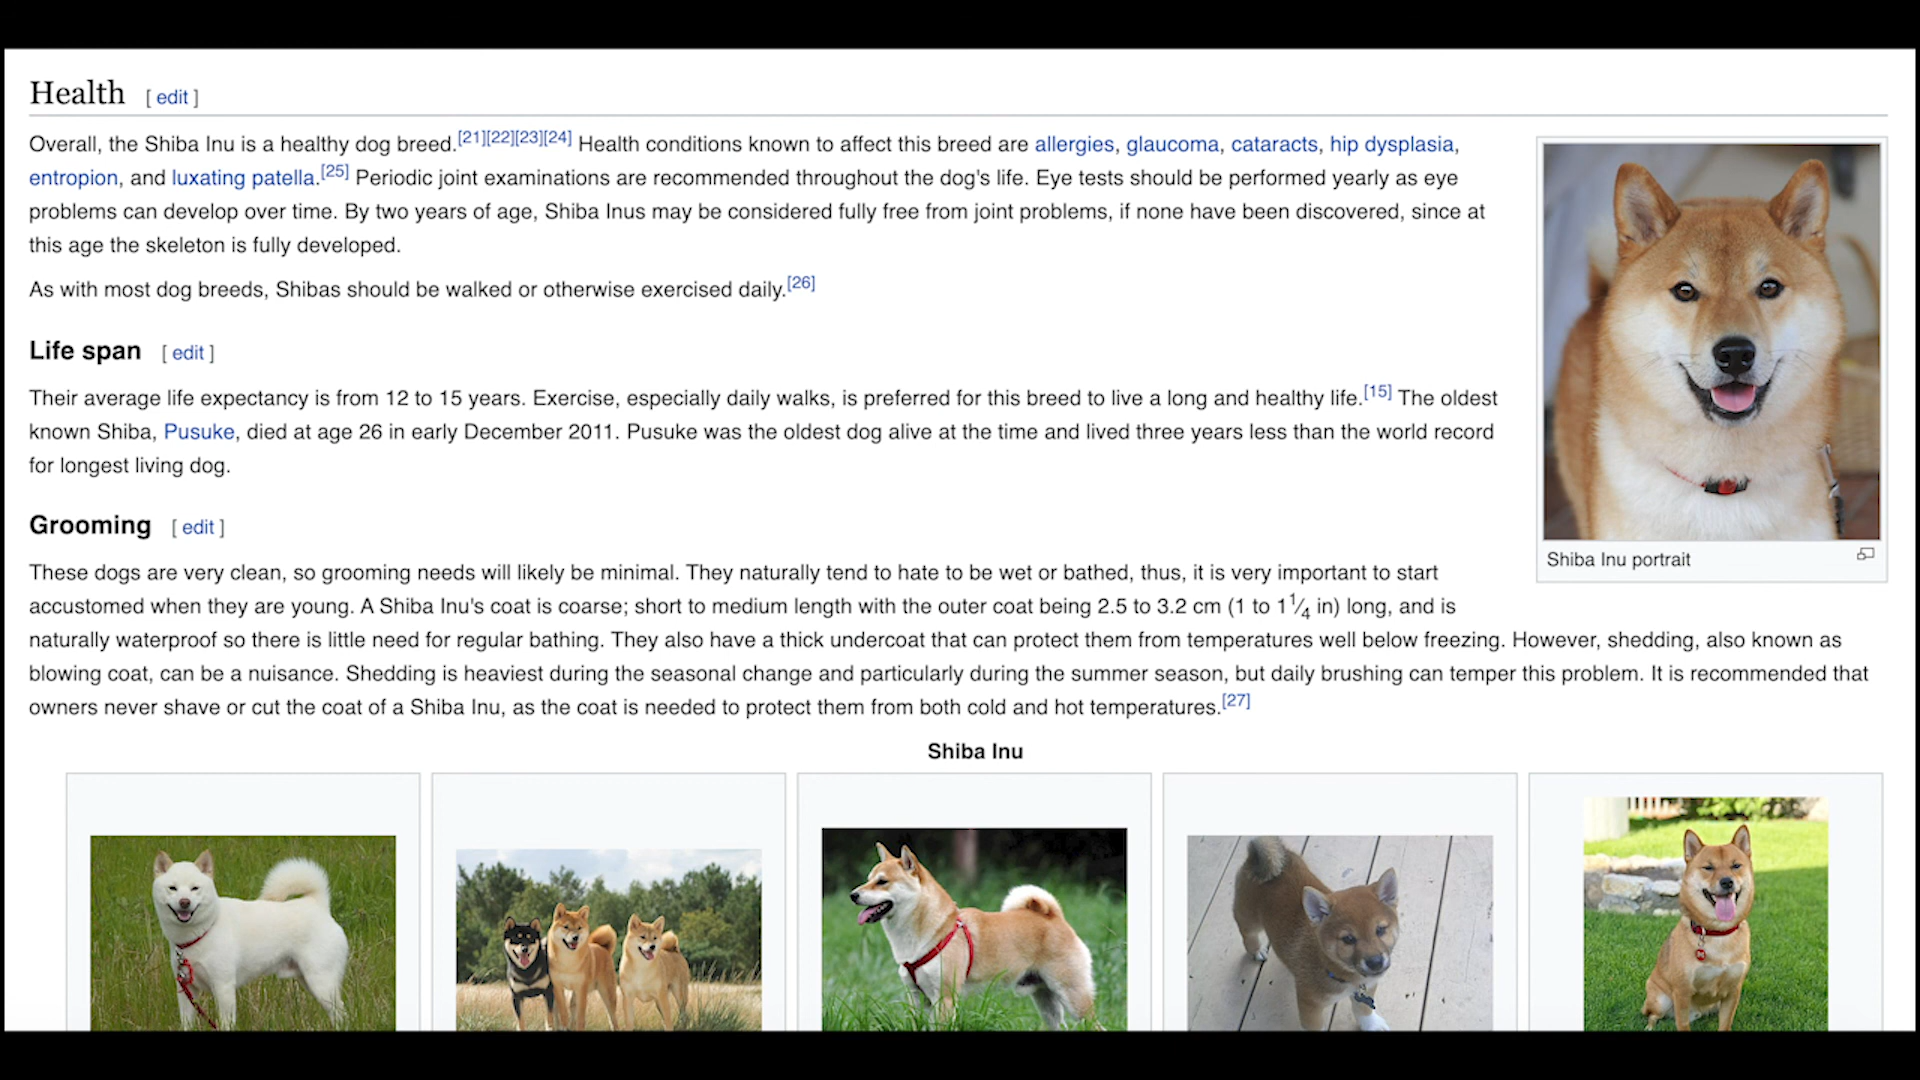 Health [ edit ]
Overall, the Shiba Inu is a healthy dog breed.[21][22][23][24] Health conditions known to affect this breed are allergies, glaucoma, cataracts, hip dysplasia,
entropion, and luxating patella.[25] Periodic joint examinations are recommended throughout the dog's life. Eye tests should be performed yearly as eye
problems can develop over time. By two years of age, Shiba Inus may be considered fully free from joint problems, if none have been discovered, since at
this age the skeleton is fully developed.
As with most dog breeds, Shibas should be walked or otherwise exercised daily.[26]
Life span [ edit ]
Their average life expectancy is from 12 to 15 years. Exercise, especially daily walks, is preferred for this breed to live a long and healthy life.[15] The oldest
known Shiba, Pusuke, died at age 26 in early December 2011. Pusuke was the oldest dog alive at the time and lived three years less than the world record
for longest living dog.
Shiba Inu portrait
Grooming [ edit ]
These dogs are very clean, so grooming needs will likely be minimal. They naturally tend to hate to be wet or bathed, thus, it is very important to start
accustomed when they are young. A Shiba Inu's coat is coarse; short to medium length with the outer coat being 2.5 to 3.2 cm (1 to 1 1⁄4 in) long, and is
naturally waterproof so there is little need for regular bathing. They also have a thick undercoat that can protect them from temperatures well below freezing. However, shedding, also known as
blowing coat, can be a nuisance. Shedding is heaviest during the seasonal change and particularly during the summer season, but daily brushing can temper this problem. It is recommended that
owners never shave or cut the coat of a Shiba Inu, as the coat is needed to protect them from both cold and hot temperatures.[27]
Shiba Inu